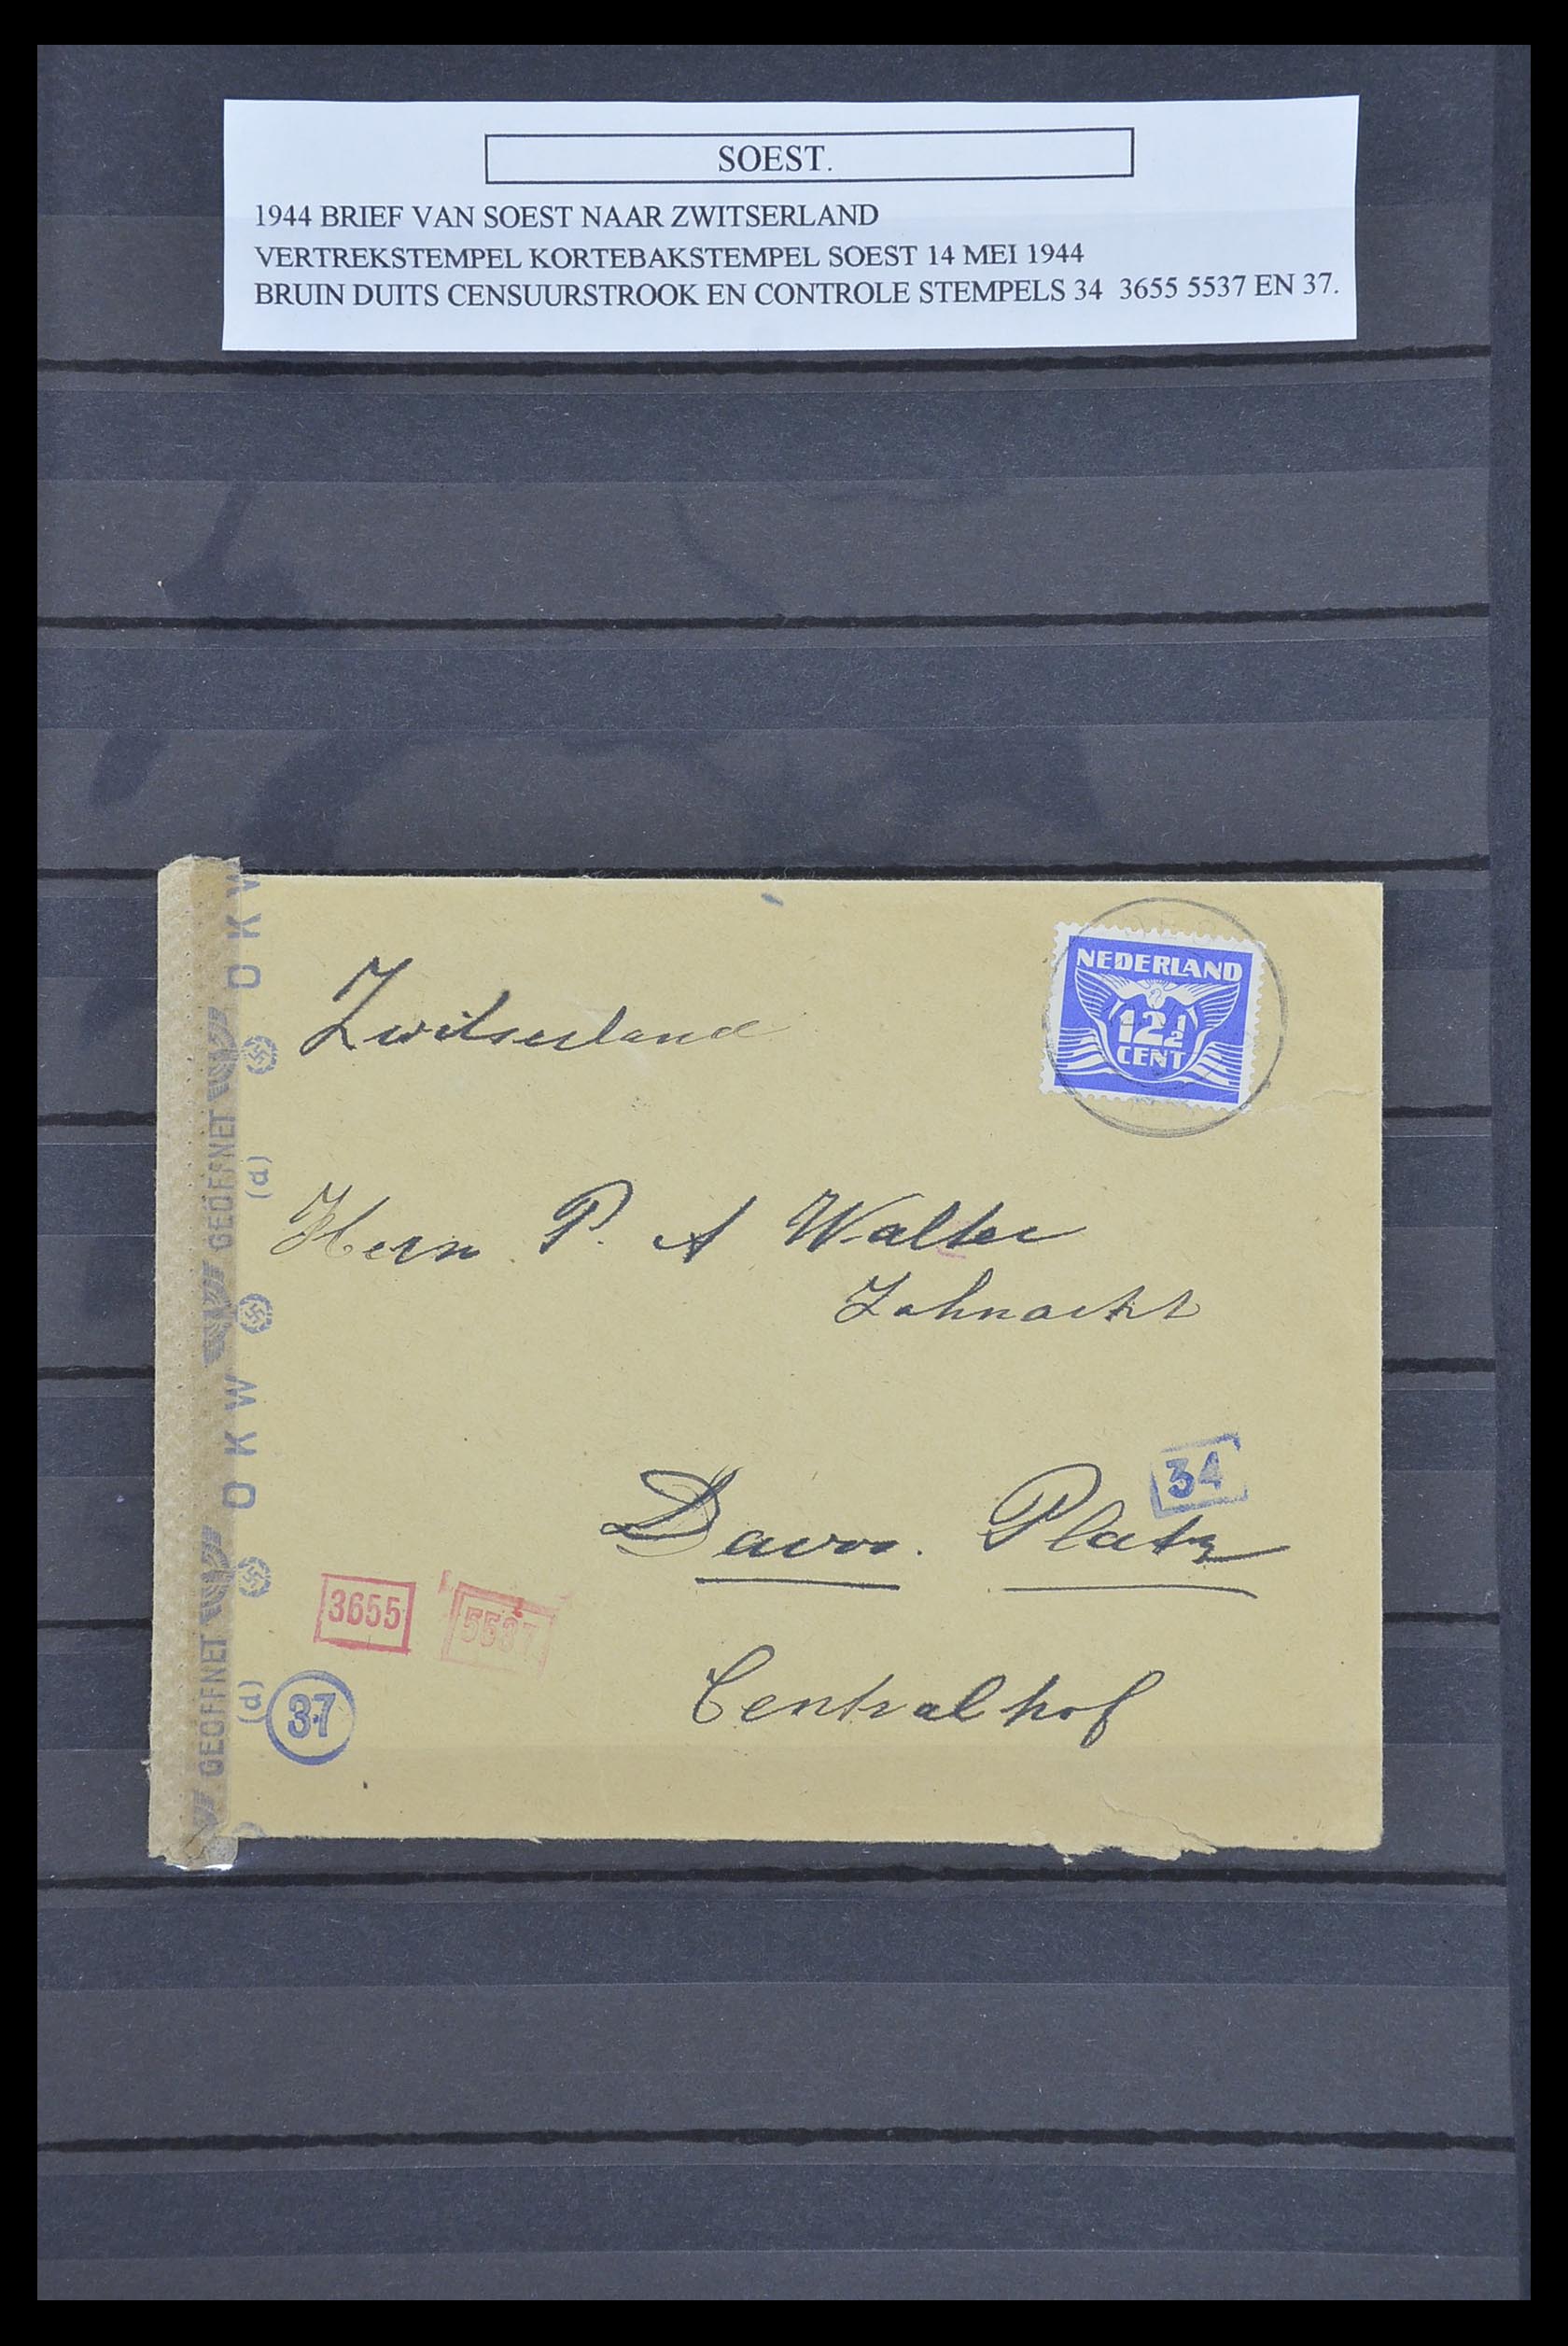 SOEST.
1944 BRIEF VAN SOEST NAAR ZWITSERLAND
VERTREKSTEMPEL KORTEBAKSTEMPEL SOEST 14 MEI 1944
BRUIN DUITS CENSUURSTROOK EN CONTROLE STEMPELS 34 3655 5537 EN 37.
NEDERLAND
12½
CENT
Zwitserland
Herrn P. A Walter
Zahnarzt
34
Davos. Platz
3655 5537
37
Centralhof
O K W
GEÖFFNET
(d)
O K W
GEÖFFNET
(d)